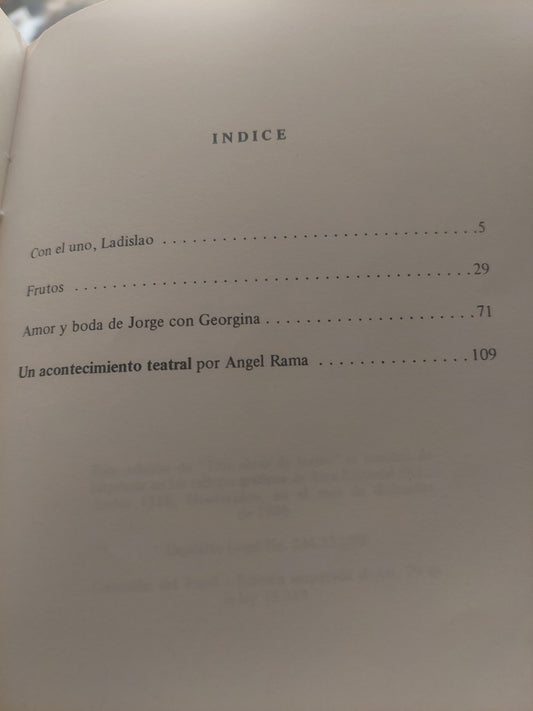 INDICE
Con el uno, Ladislao . . . . . . . . . . . . . . . . . . . . . . . . . . . . . . . . . 5
Frutos . . . . . . . . . . . . . . . . . . . . . . . . . . . . . . . . . . . . . . . . . 29
Amor y boda de Jorge con Georgina . . . . . . . . . . . . . . . . . . . . . 71
Un acontecimiento teatral por Angel Rama . . . . . . . . . . . . . . . 109